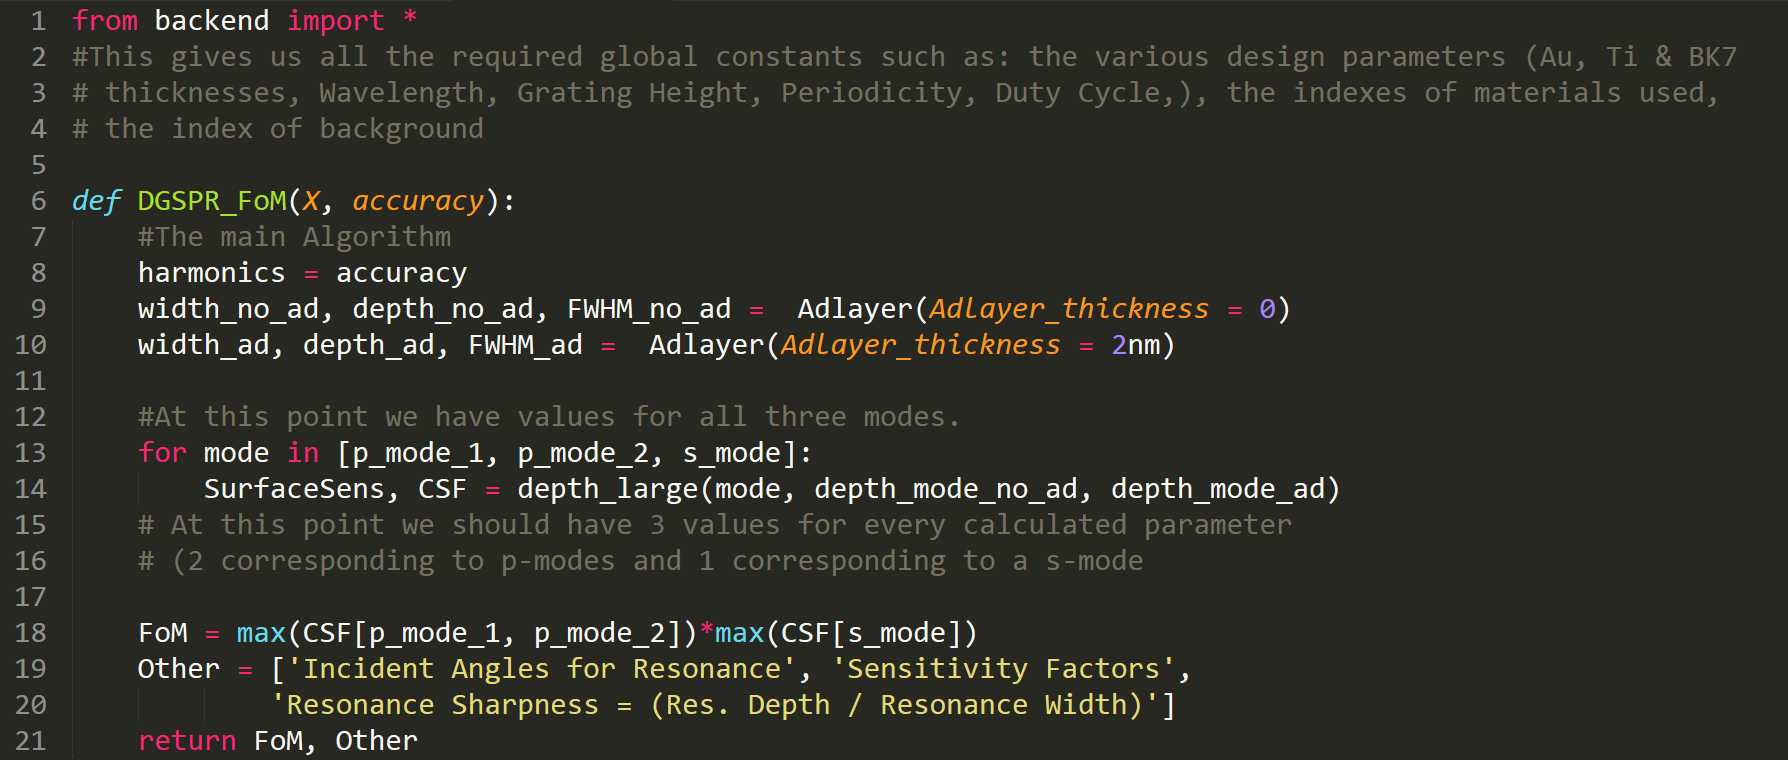 1 from backend import *
2 #This gives us all the required global constants such as: the various design parameters (Au, Ti & BK7
3 # thicknesses, Wavelength, Grating Height, Periodicity, Duty Cycle,), the indexes of materials used,
4 # the index of background
5
6 def DGSPR_FoM(X, accuracy):
7     #The main Algorithm
8     harmonics = accuracy
9     width_no_ad, depth_no_ad, FWHM_no_ad =  Adlayer(Adlayer_thickness = 0)
10     width_ad, depth_ad, FWHM_ad =  Adlayer(Adlayer_thickness = 2nm)
11
12     #At this point we have values for all three modes.
13     for mode in [p_mode_1, p_mode_2, s_mode]:
14         SurfaceSens, CSF = depth_large(mode, depth_mode_no_ad, depth_mode_ad)
15     # At this point we should have 3 values for every calculated parameter
16     # (2 corresponding to p-modes and 1 corresponding to a s-mode
17
18     FoM = max(CSF[p_mode_1, p_mode_2])*max(CSF[s_mode])
19     Other = ['Incident Angles for Resonance', 'Sensitivity Factors',
20             'Resonance Sharpness = (Res. Depth / Resonance Width)']
21     return FoM, Other